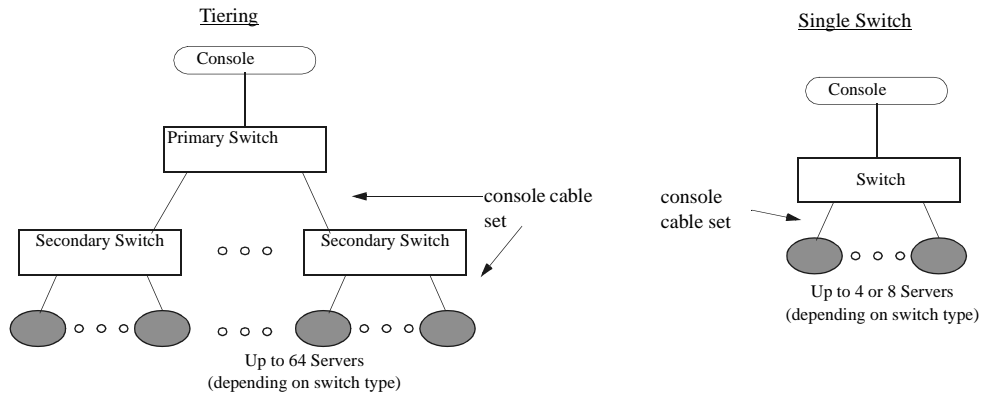 Tiering
Console
Primary Switch
console cable
set
Secondary Switch
Secondary Switch
Up to 64 Servers
(depending on switch type)
Single Switch
Console
Switch
console
cable set
Up to 4 or 8 Servers
(depending on switch type)